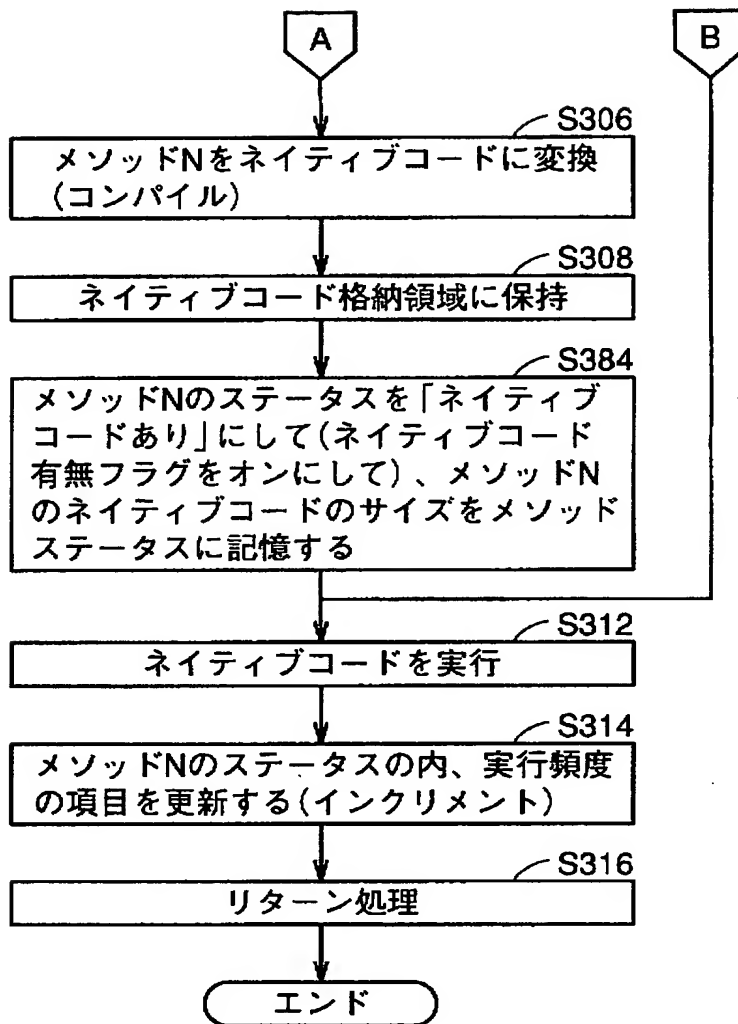 A
B
S306
メソッドNをネイティブコードに変換
(コンパイル)
S308
ネイティブコード格納領域に保持
S384
メソッドNのステータスを「ネイティブ
コードあり」にして(ネイティブコード
有無フラグをオンにして)、メソッドN
のネイティブコードのサイズをメソッド
ステータスに記憶する
S312
ネイティブコードを実行
S314
メソッドNのステータスの内、実行頻度
の項目を更新する(インクリメント)
S316
リターン処理
エンド